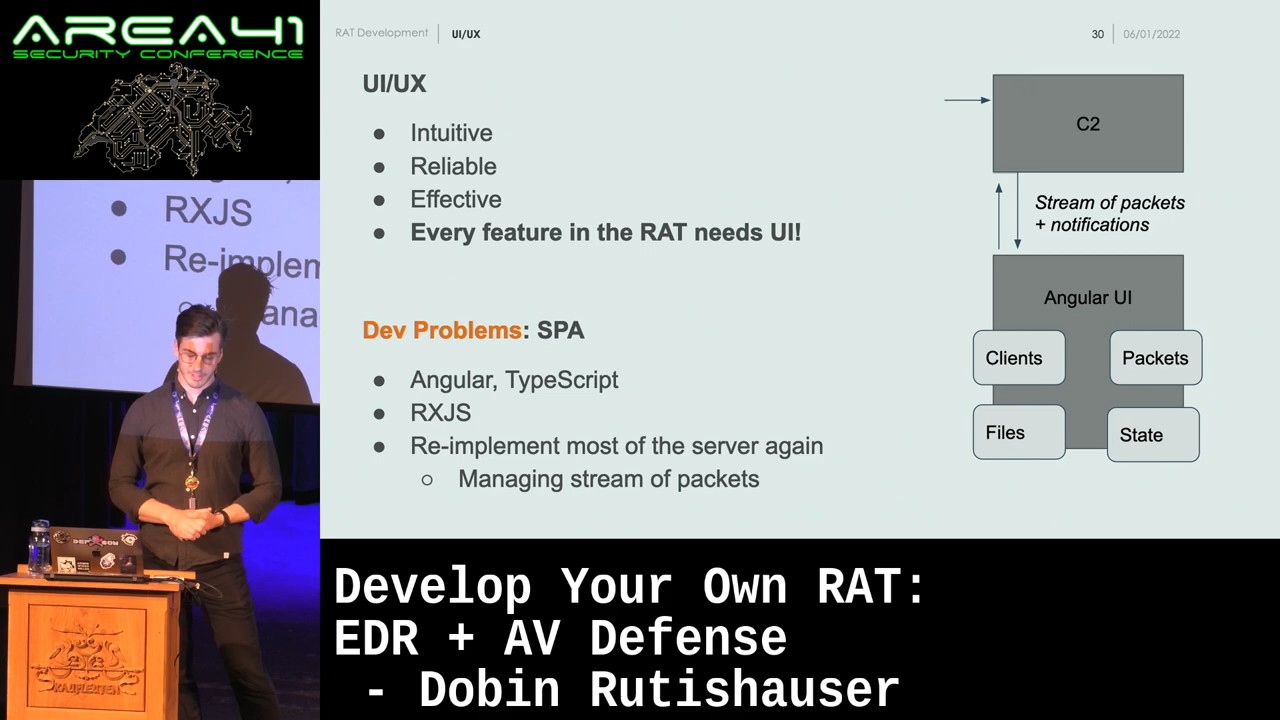 AREA41
SECURITY CONFERENCE
RAT Development
UI/UX
30
06/01/2022
UI/UX
● Intuitive
● Reliable
● Effective
● Every feature in the RAT needs UI!
Dev Problems: SPA
● Angular, TypeScript
● RXJS
● Re-implement most of the server again
○ Managing stream of packets
C2
Stream of packets
+ notifications
Angular UI
Clients
Packets
Files
State
● RXJS
● Re-implem
ana
DEFCON
KAUFLEUTEN
Develop Your Own RAT:
EDR + AV Defense
- Dobin Rutishauser